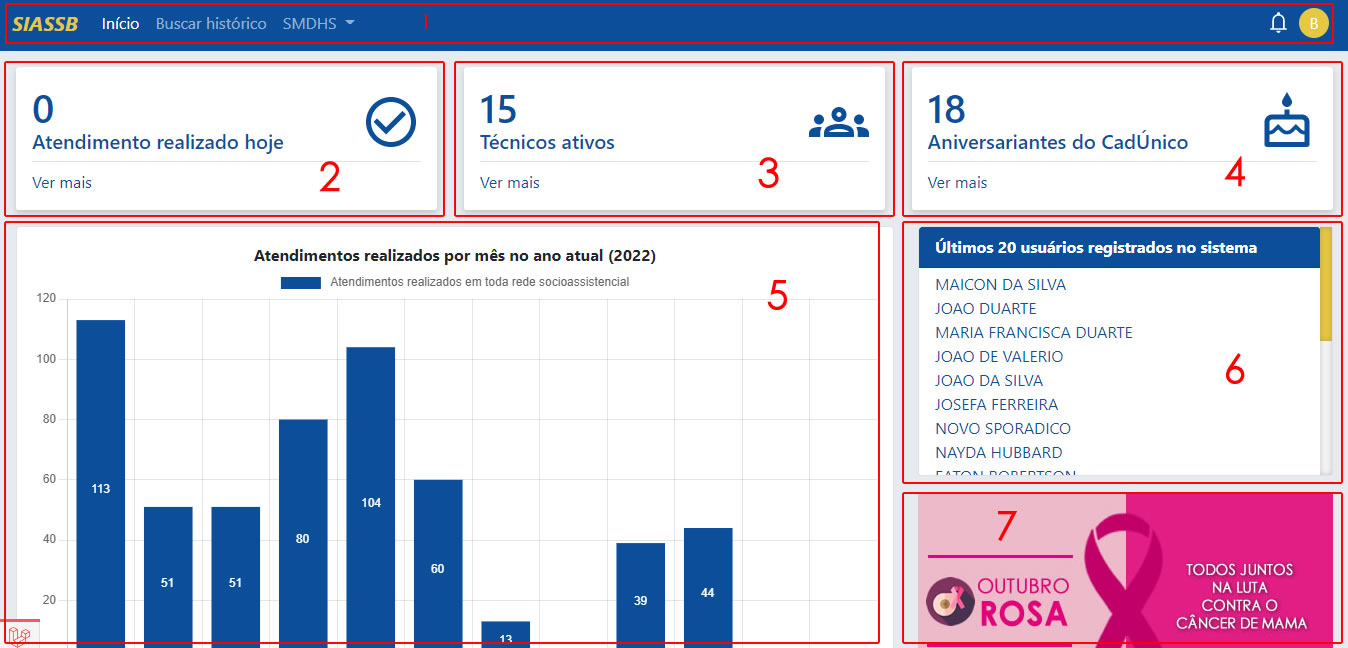 SIASSB Início Buscar histórico SMDHS B
0
Atendimento realizado hoje
Ver mais
2
15
Técnicos ativos
Ver mais
3
18
Aniversariantes do CadÚnico
Ver mais
4
Atendimentos realizados por mês no ano atual (2022)
Atendimentos realizados em toda rede socioassistencial
5
120
100
80
60
40
20
113
51
51
80
104
60
13
39
44
Últimos 20 usuários registrados no sistema
MAICON DA SILVA
JOAO DUARTE
MARIA FRANCISCA DUARTE
JOAO DE VALERIO
JOAO DA SILVA
JOSEFA FERREIRA
NOVO SPORADICO
NAYDA HUBBARD
EATON ROBERTSON
6
7
OUTUBRO
ROSA
TODOS JUNTOS
NA LUTA
CONTRA O
CÂNCER DE MAMA